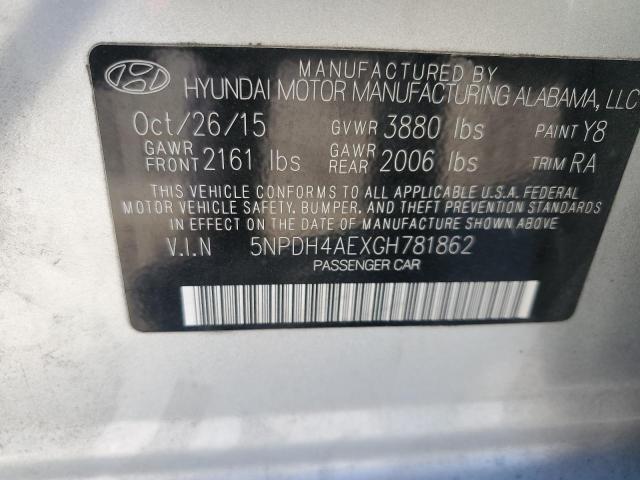 MANUFACTURED BY
HYUNDAI MOTOR MANUFACTURING ALABAMA, LLC
Oct/26/15 GVWR 3880 lbs PAINT Y8
GAWR FRONT 2161 lbs GAWR REAR 2006 lbs TRIM RA
THIS VEHICLE CONFORMS TO ALL APPLICABLE U.S.A. FEDERAL
MOTOR VEHICLE SAFETY, BUMPER, AND THEFT PREVENTION STANDARDS
IN EFFECT ON THE DATE OF MANUFACTURE SHOWN ABOVE
V.I.N 5NPDH4AEXGH781862
PASSENGER CAR